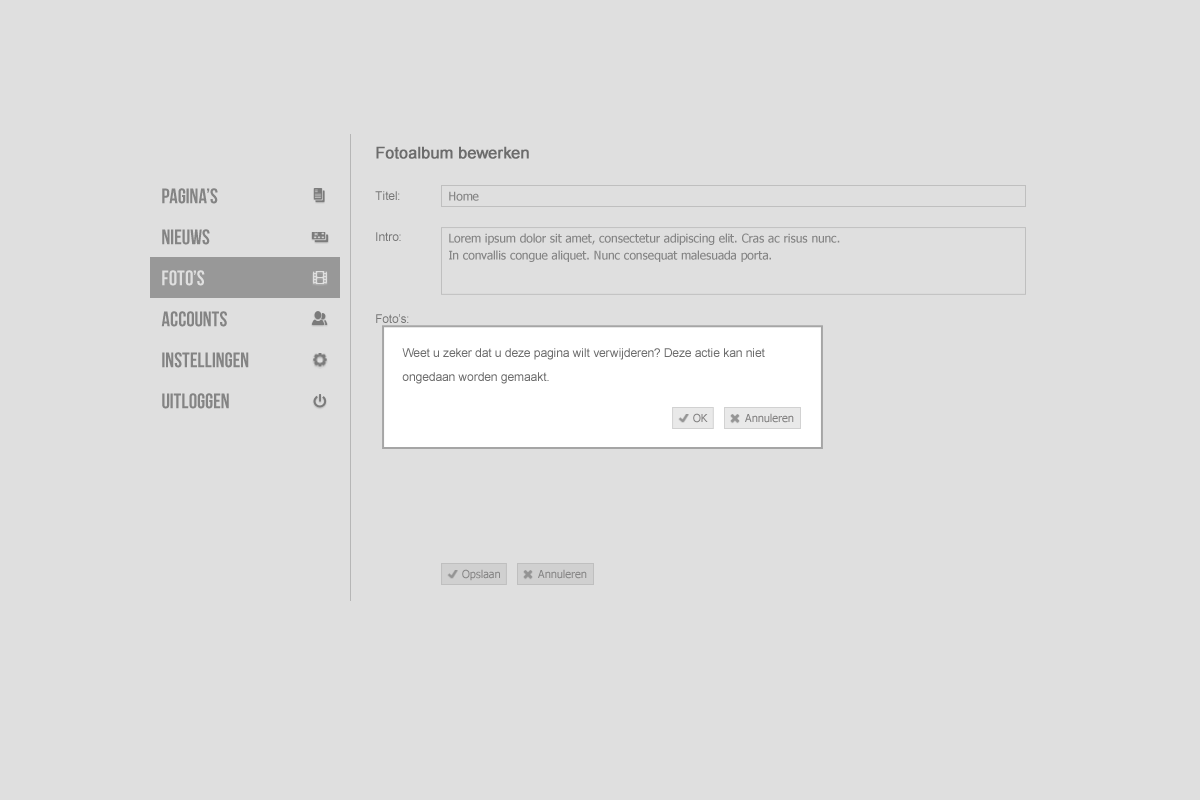 PAGINA'S
NIEUWS
FOTO'S
ACCOUNTS
INSTELLINGEN
UITLOGGEN
Fotoalbum bewerken
Titel:
Home
Intro:
Lorem ipsum dolor sit amet, consectetur adipiscing elit. Cras ac risus nunc.
In convallis congue aliquet. Nunc consequat malesuada porta.
Foto's:
Weet u zeker dat u deze pagina wilt verwijderen? Deze actie kan niet
ongedaan worden gemaakt.
OK
Annuleren
Opslaan
Annuleren